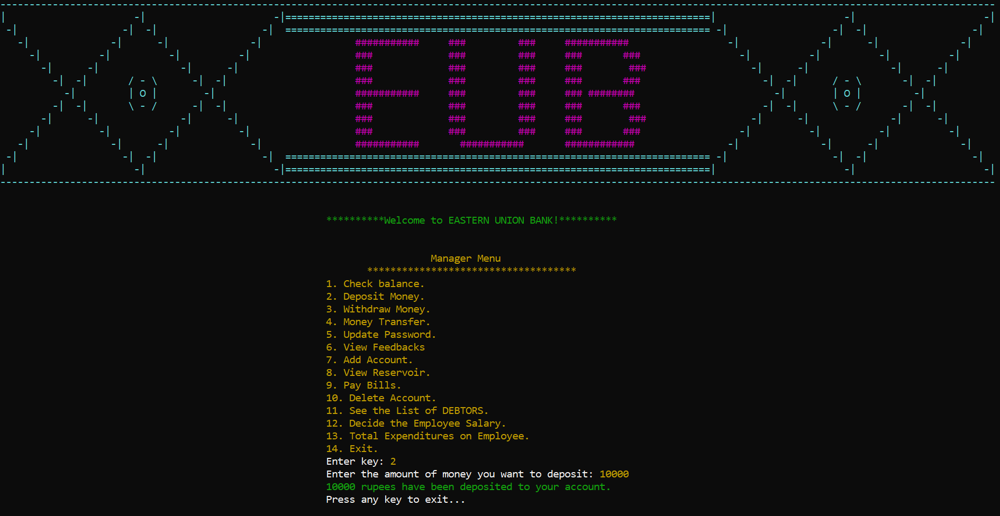 EUB
**********Welcome to EASTERN UNION BANK!**********
Manager Menu
************************************
1. Check balance.
2. Deposit Money.
3. Withdraw Money.
4. Money Transfer.
5. Update Password.
6. View Feedbacks
7. Add Account.
8. View Reservoir.
9. Pay Bills.
10. Delete Account.
11. See the List of DEBTORS.
12. Decide the Employee Salary.
13. Total Expenditures on Employee.
14. Exit.
Enter key: 2
Enter the amount of money you want to deposit: 10000
10000 rupees have been deposited to your account.
Press any key to exit...